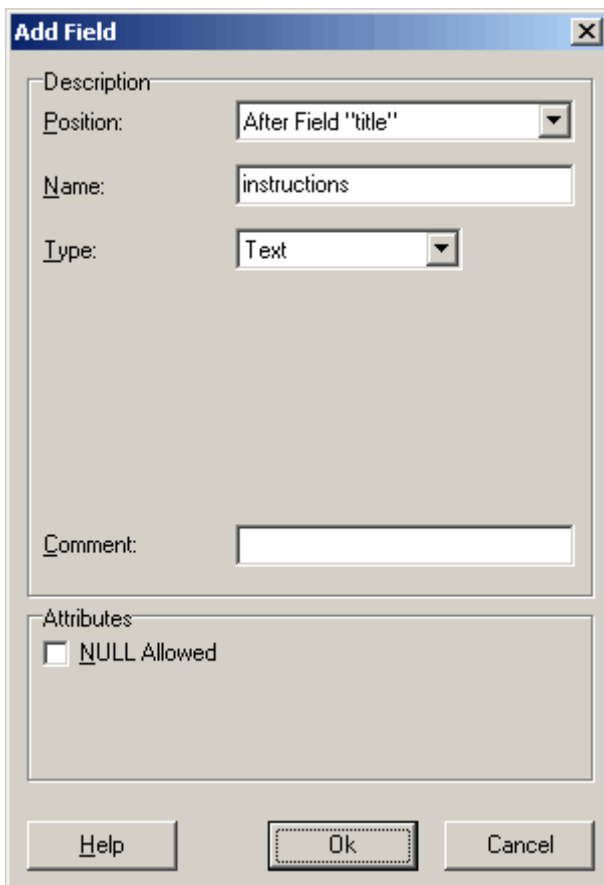 Add Field
Description
Position: After Field "title"
Name: instructions
Type: Text
Comment:
Attributes
NULL Allowed
Help Ok Cancel